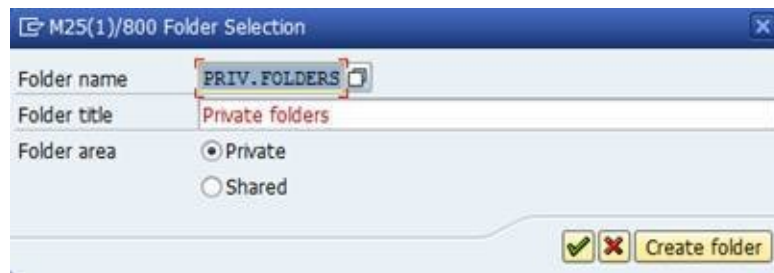 M25(1)/800 Folder Selection
Folder name PRIV.FOLDERS
Folder title Private folders
Folder area Private
Shared
Create folder